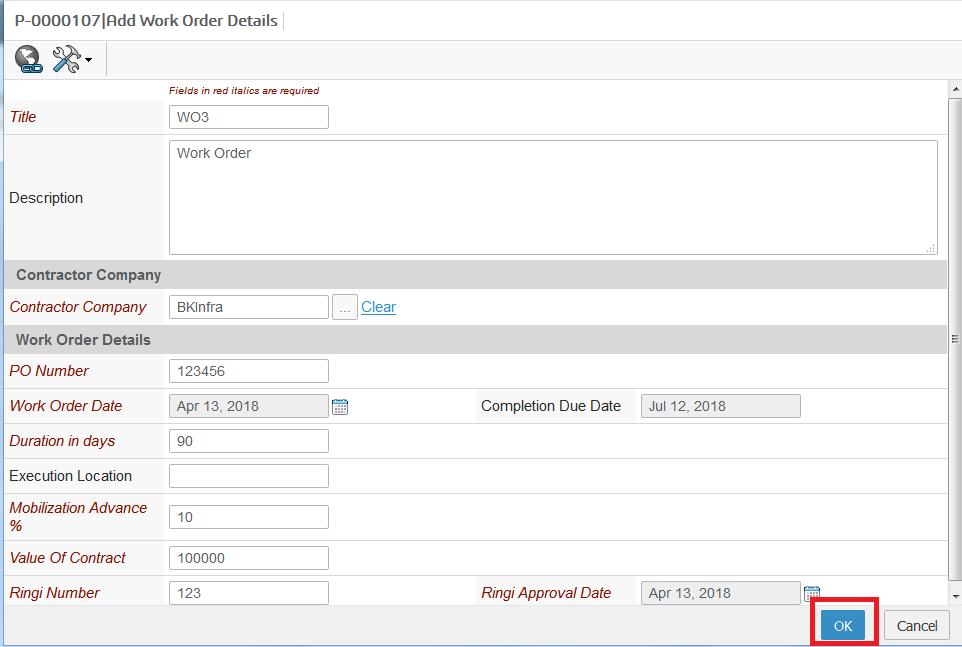 P-0000107|Add Work Order Details
Fields in red italics are required
Title WO3
Description Work Order
Contractor Company
Contractor Company BKInfra ... Clear
Work Order Details
PO Number 123456
Work Order Date Apr 13, 2018 Completion Due Date Jul 12, 2018
Duration in days 90
Execution Location
Mobilization Advance
% 10
Value Of Contract 100000
Ringi Number 123 Ringi Approval Date Apr 13, 2018
OK Cancel